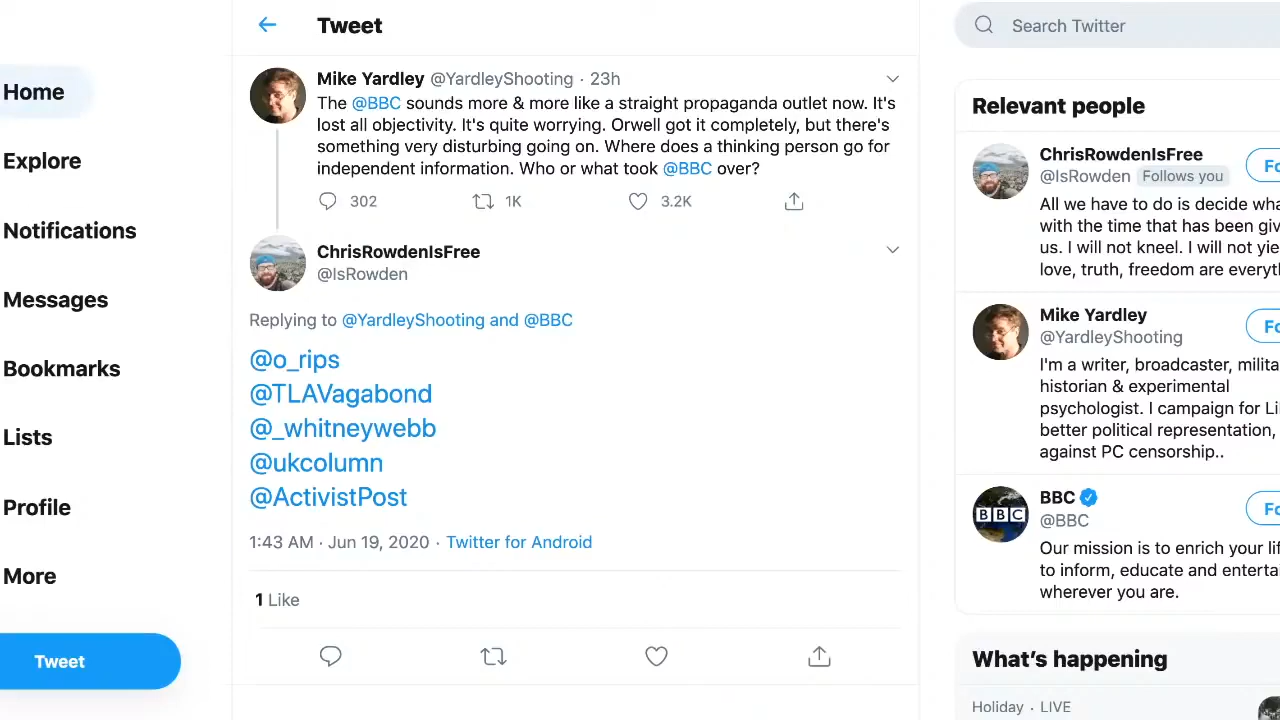 Home
Explore
Notifications
Messages
Bookmarks
Lists
Profile
More
Tweet
Tweet
Mike Yardley @YardleyShooting · 23h
The @BBC sounds more & more like a straight propaganda outlet now. It's
lost all objectivity. It's quite worrying. Orwell got it completely, but there's
something very disturbing going on. Where does a thinking person go for
independent information. Who or what took @BBC over?
302 1K 3.2K
ChrisRowdenIsFree
@IsRowden
Replying to @YardleyShooting and @BBC
@o_rips
@TLAVagabond
@_whitneywebb
@ukcolumn
@ActivistPost
1:43 AM · Jun 19, 2020 · Twitter for Android
1 Like
Search Twitter
Relevant people
ChrisRowdenIsFree
@IsRowden Follows you
All we have to do is decide wha
with the time that has been giv
us. I will not kneel. I will not yie
love, truth, freedom are everyth
Mike Yardley
@YardleyShooting
I'm a writer, broadcaster, milita
historian & experimental
psychologist. I campaign for Li
better political representation,
against PC censorship..
BBC
@BBC
BBC
Our mission is to enrich your lif
to inform, educate and enterta
wherever you are.
Fo
Fo
Fo
What's happening
Holiday · LIVE